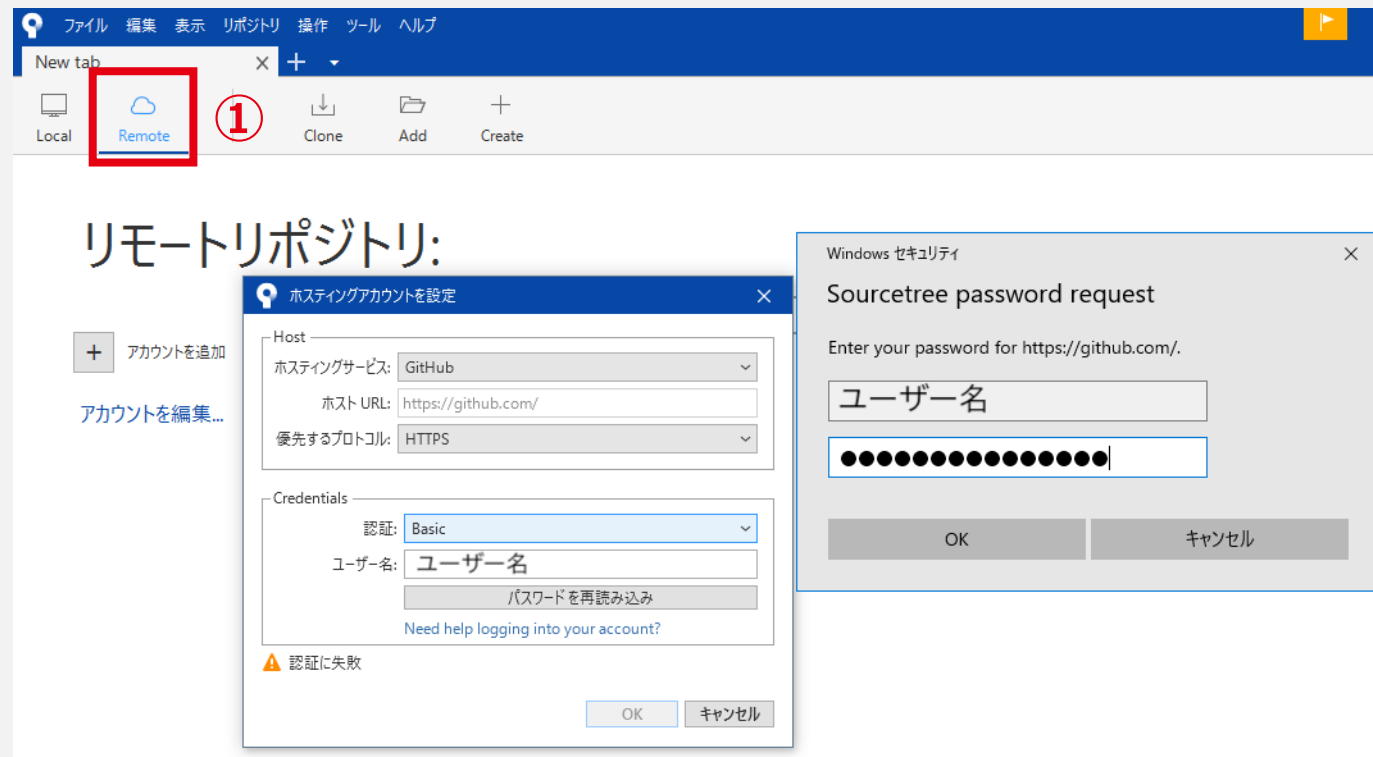 ファイル 編集 表示 リポジトリ 操作 ツール ヘルプ
New tab
Local Remote ① Clone Add Create
リモートリポジトリ:
アカウントを追加
アカウントを編集...
ホスティングアカウントを設定
Host
ホスティングサービス: GitHub
ホスト URL: https://github.com/
優先するプロトコル: HTTPS
Credentials
認証: Basic
ユーザー名: ユーザー名
パスワードを再読み込み
Need help logging into your account?
認証に失敗
OK キャンセル
Windows セキュリティ
Sourcetree password request
Enter your password for https://github.com/.
ユーザー名
●●●●●●●●●●●●●●●
OK キャンセル